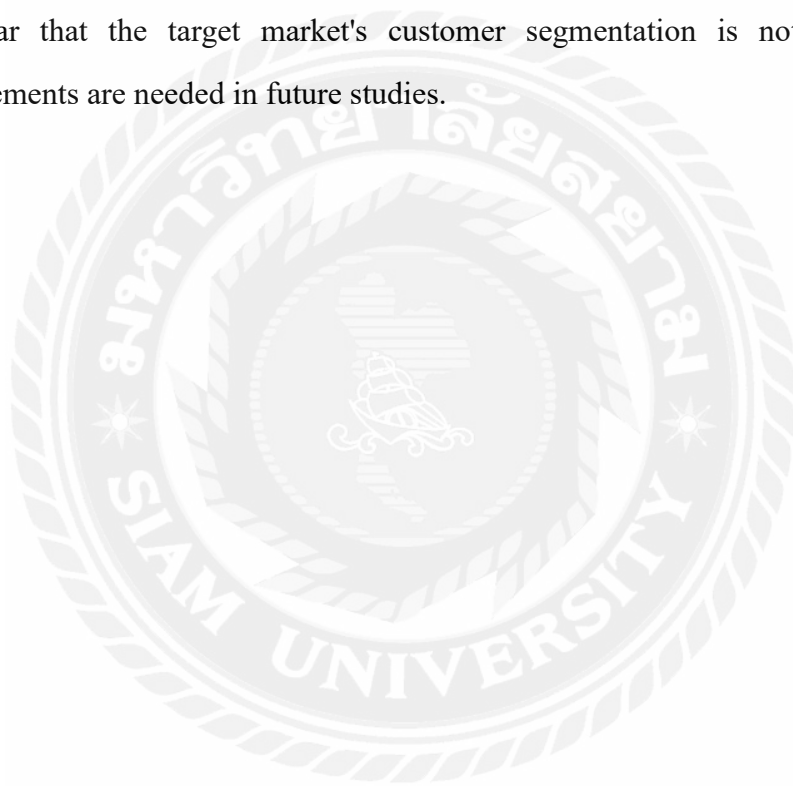 ar that the target market's customer segmentation is not
ements are needed in future studies.
มหาวิทยาลัยสยาม
SIAM UNIVERSITY